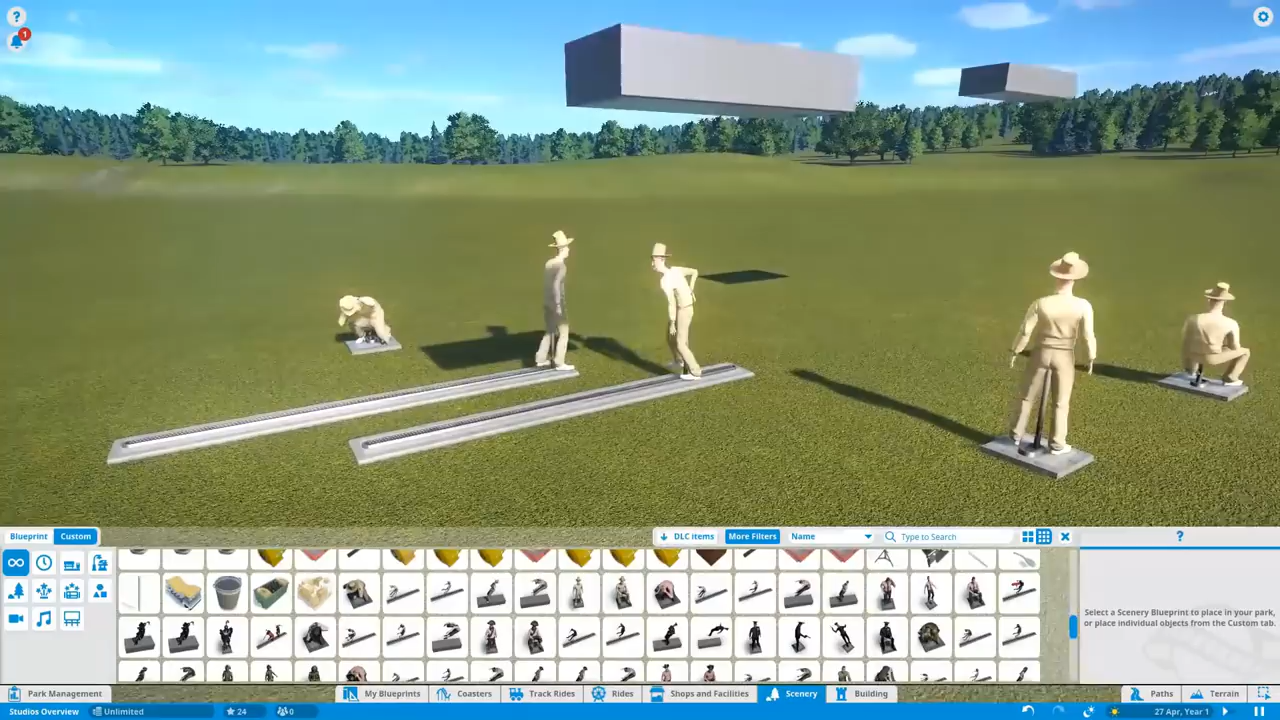 ?
1
Blueprint
Custom
DLC items
More Filters
Name
Type to Search
?
Select a Scenery Blueprint to place in your park,
or place individual objects from the Custom tab.
Park Management
My Blueprints
Coasters
Track Rides
Rides
Shops and Facilities
Scenery
Building
Paths
Terrain
Studios Overview
Unlimited
24
0
27 Apr, Year 1